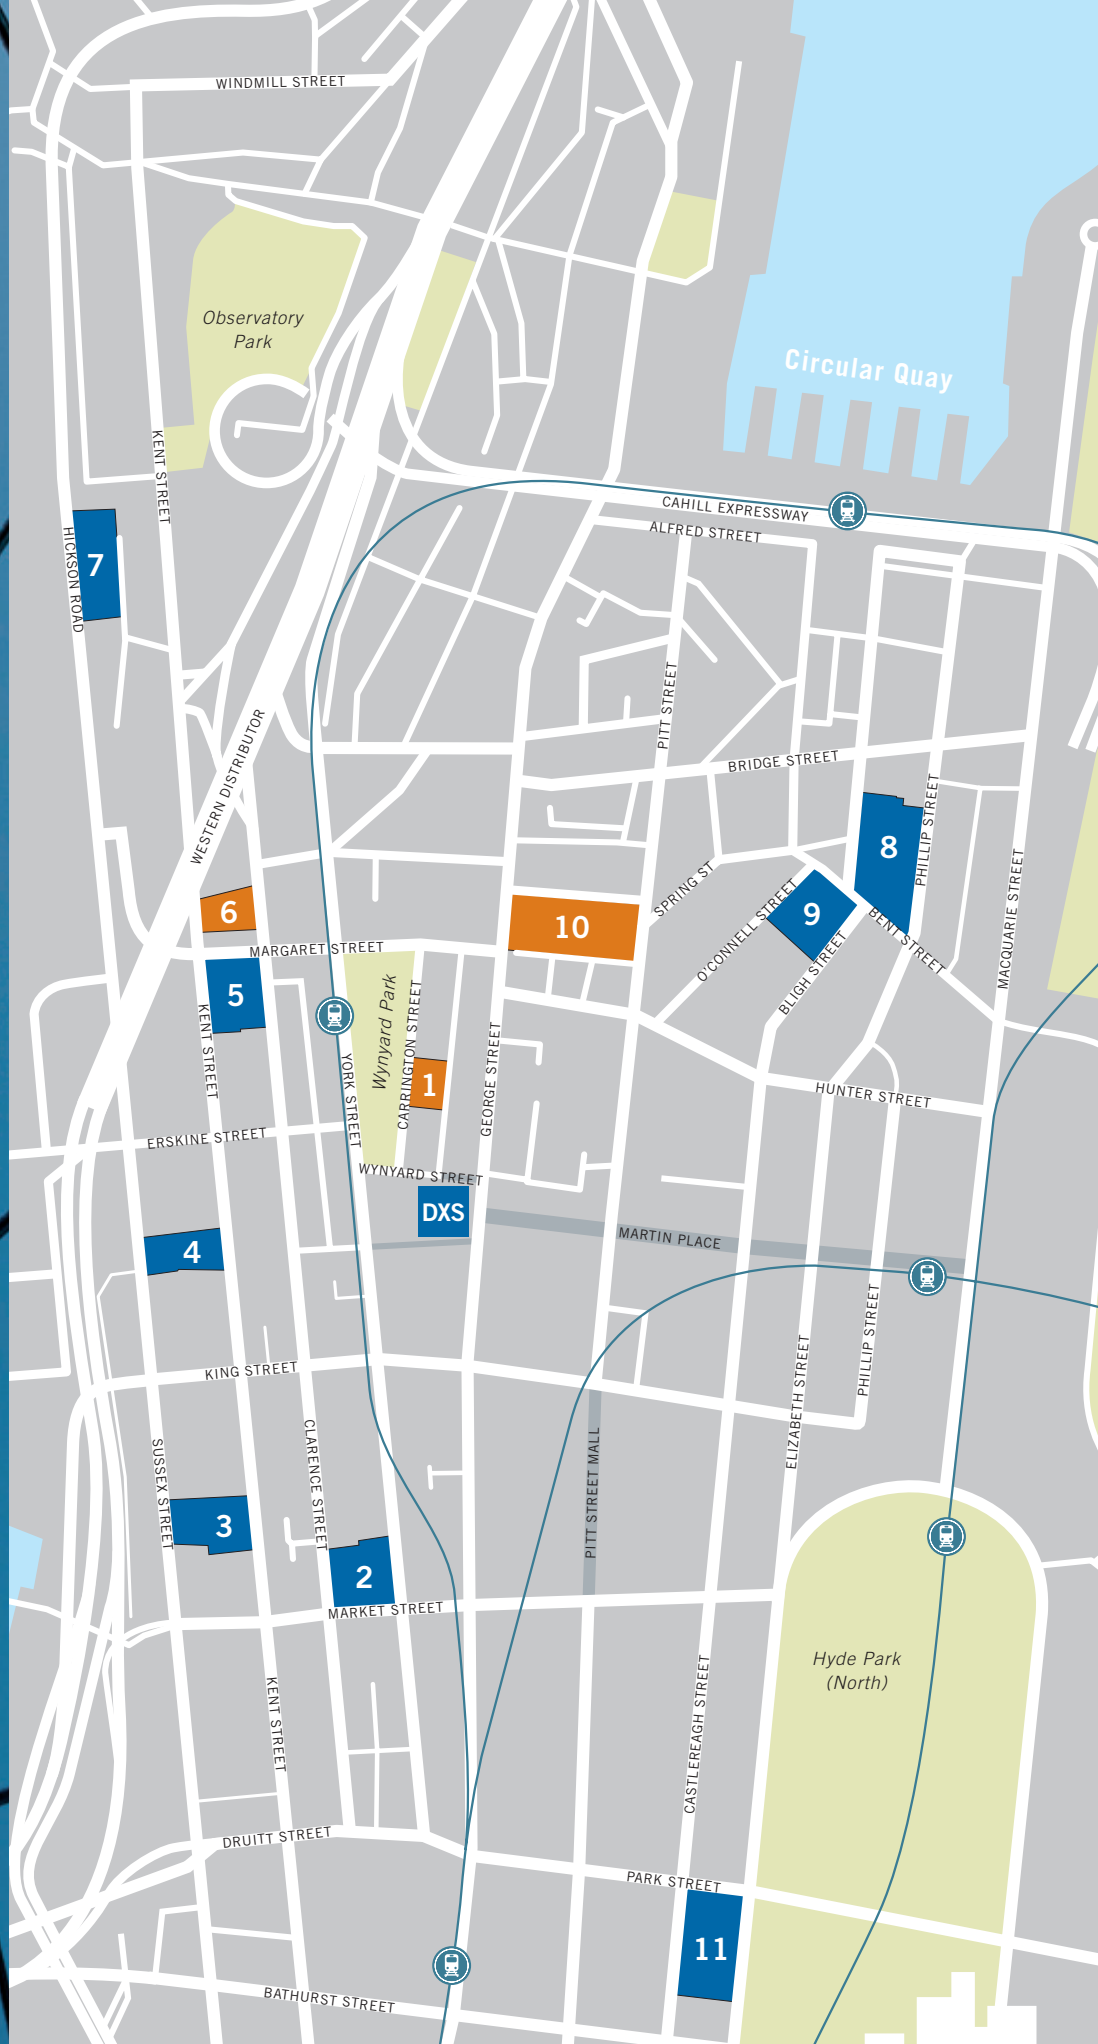 WINDMILL STREET
Observatory
Park
Circular Quay
KENT STREET
CAHILL EXPRESSWAY
ALFRED STREET
HICKSON ROAD
7
PITT STREET
WESTERN DISTRIBUTOR
BRIDGE STREET
PHILLIP STREET
8
MACQUARIE STREET
SPRING ST
O'CONNELL STREET
9
BENT STREET
BLIGH STREET
6
10
MARGARET STREET
5
KENT STREET
Wynyard Park
CARRINGTON STREET
1
GEORGE STREET
YORK STREET
HUNTER STREET
ERSKINE STREET
WYNYARD STREET
DXS
MARTIN PLACE
4
PHILLIP STREET
KING STREET
ELIZABETH STREET
CLARENCE STREET
PITT STREET MALL
SUSSEX STREET
3
2
MARKET STREET
Hyde Park
(North)
KENT STREET
CASTLEREAGH STREET
DRUITT STREET
PARK STREET
11
BATHURST STREET